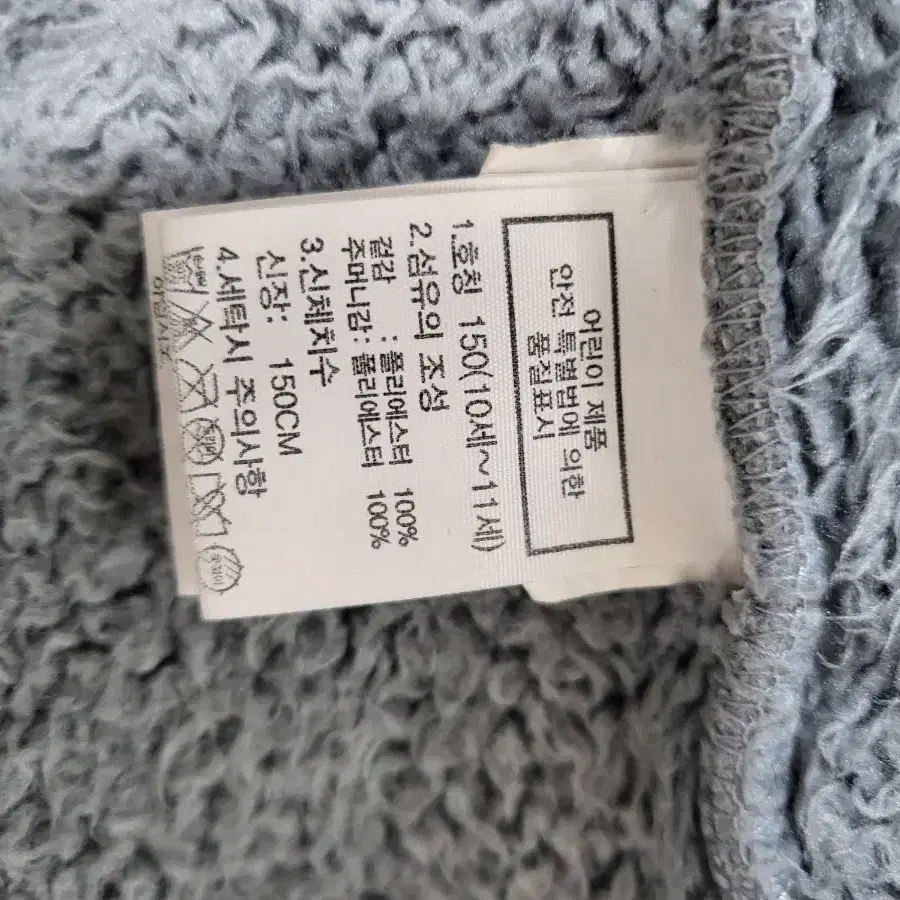 어린이 제품
안전 특별법에 의한
품질표시
1.호칭 150(10세~11세)
2.섬유의 조성
겉감 : 폴리에스터 100%
주머니감: 폴리에스터 100%
3.신체치수
신장: 150CM
4.세탁시 주의사항